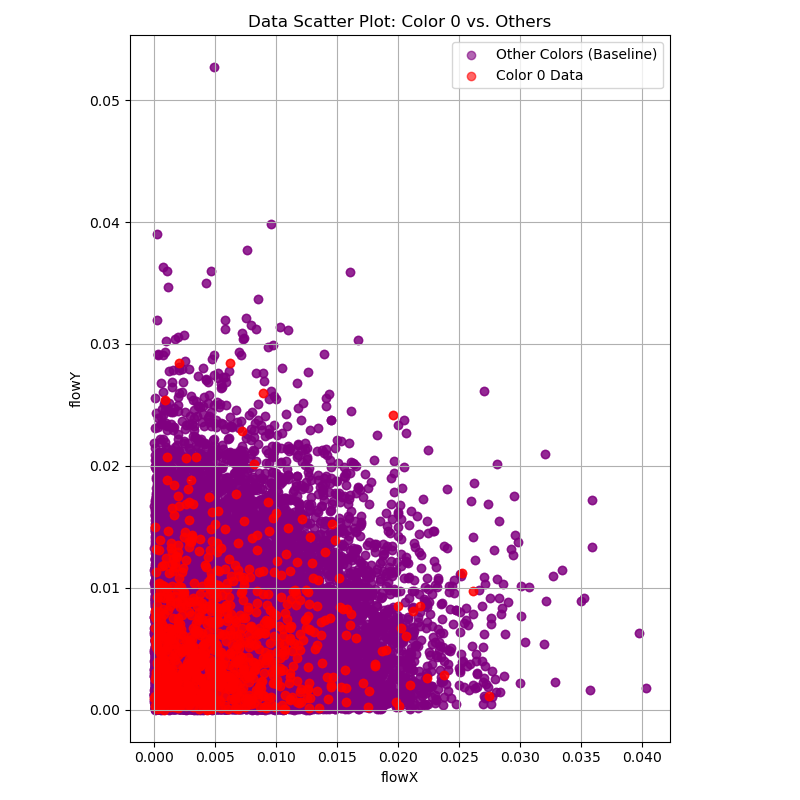 Data Scatter Plot: Color 0 vs. Others
Other Colors (Baseline)
Color 0 Data
flowY
0.05
0.04
0.03
0.02
0.01
0.00
0.000 0.005 0.010 0.015 0.020 0.025 0.030 0.035 0.040
flowX